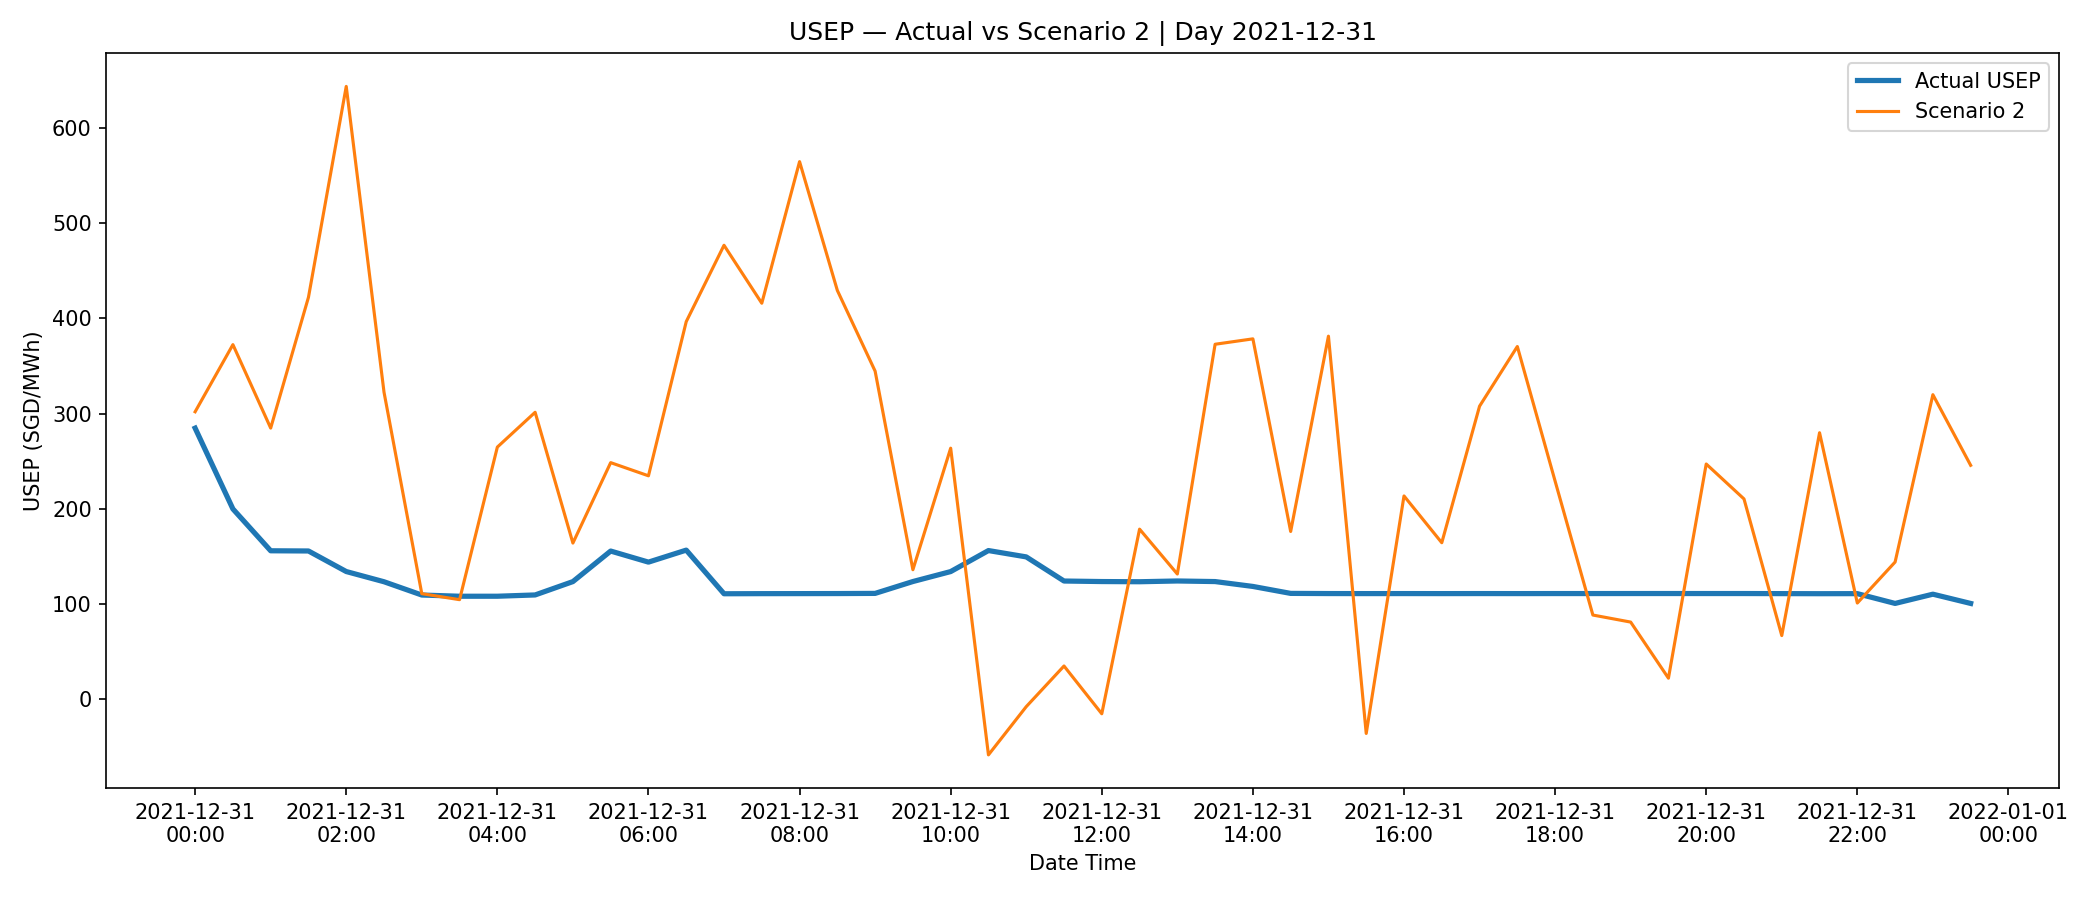 USEP — Actual vs Scenario 2 | Day 2021-12-31
Actual USEP
Scenario 2
USEP (SGD/MWh)
600
500
400
300
200
100
0
2021-12-31 2021-12-31 2021-12-31 2021-12-31 2021-12-31 2021-12-31 2021-12-31 2021-12-31 2021-12-31 2021-12-31 2021-12-31 2021-12-31 2022-01-01
00:00 02:00 04:00 06:00 08:00 10:00 12:00 14:00 16:00 18:00 20:00 22:00 00:00
Date Time